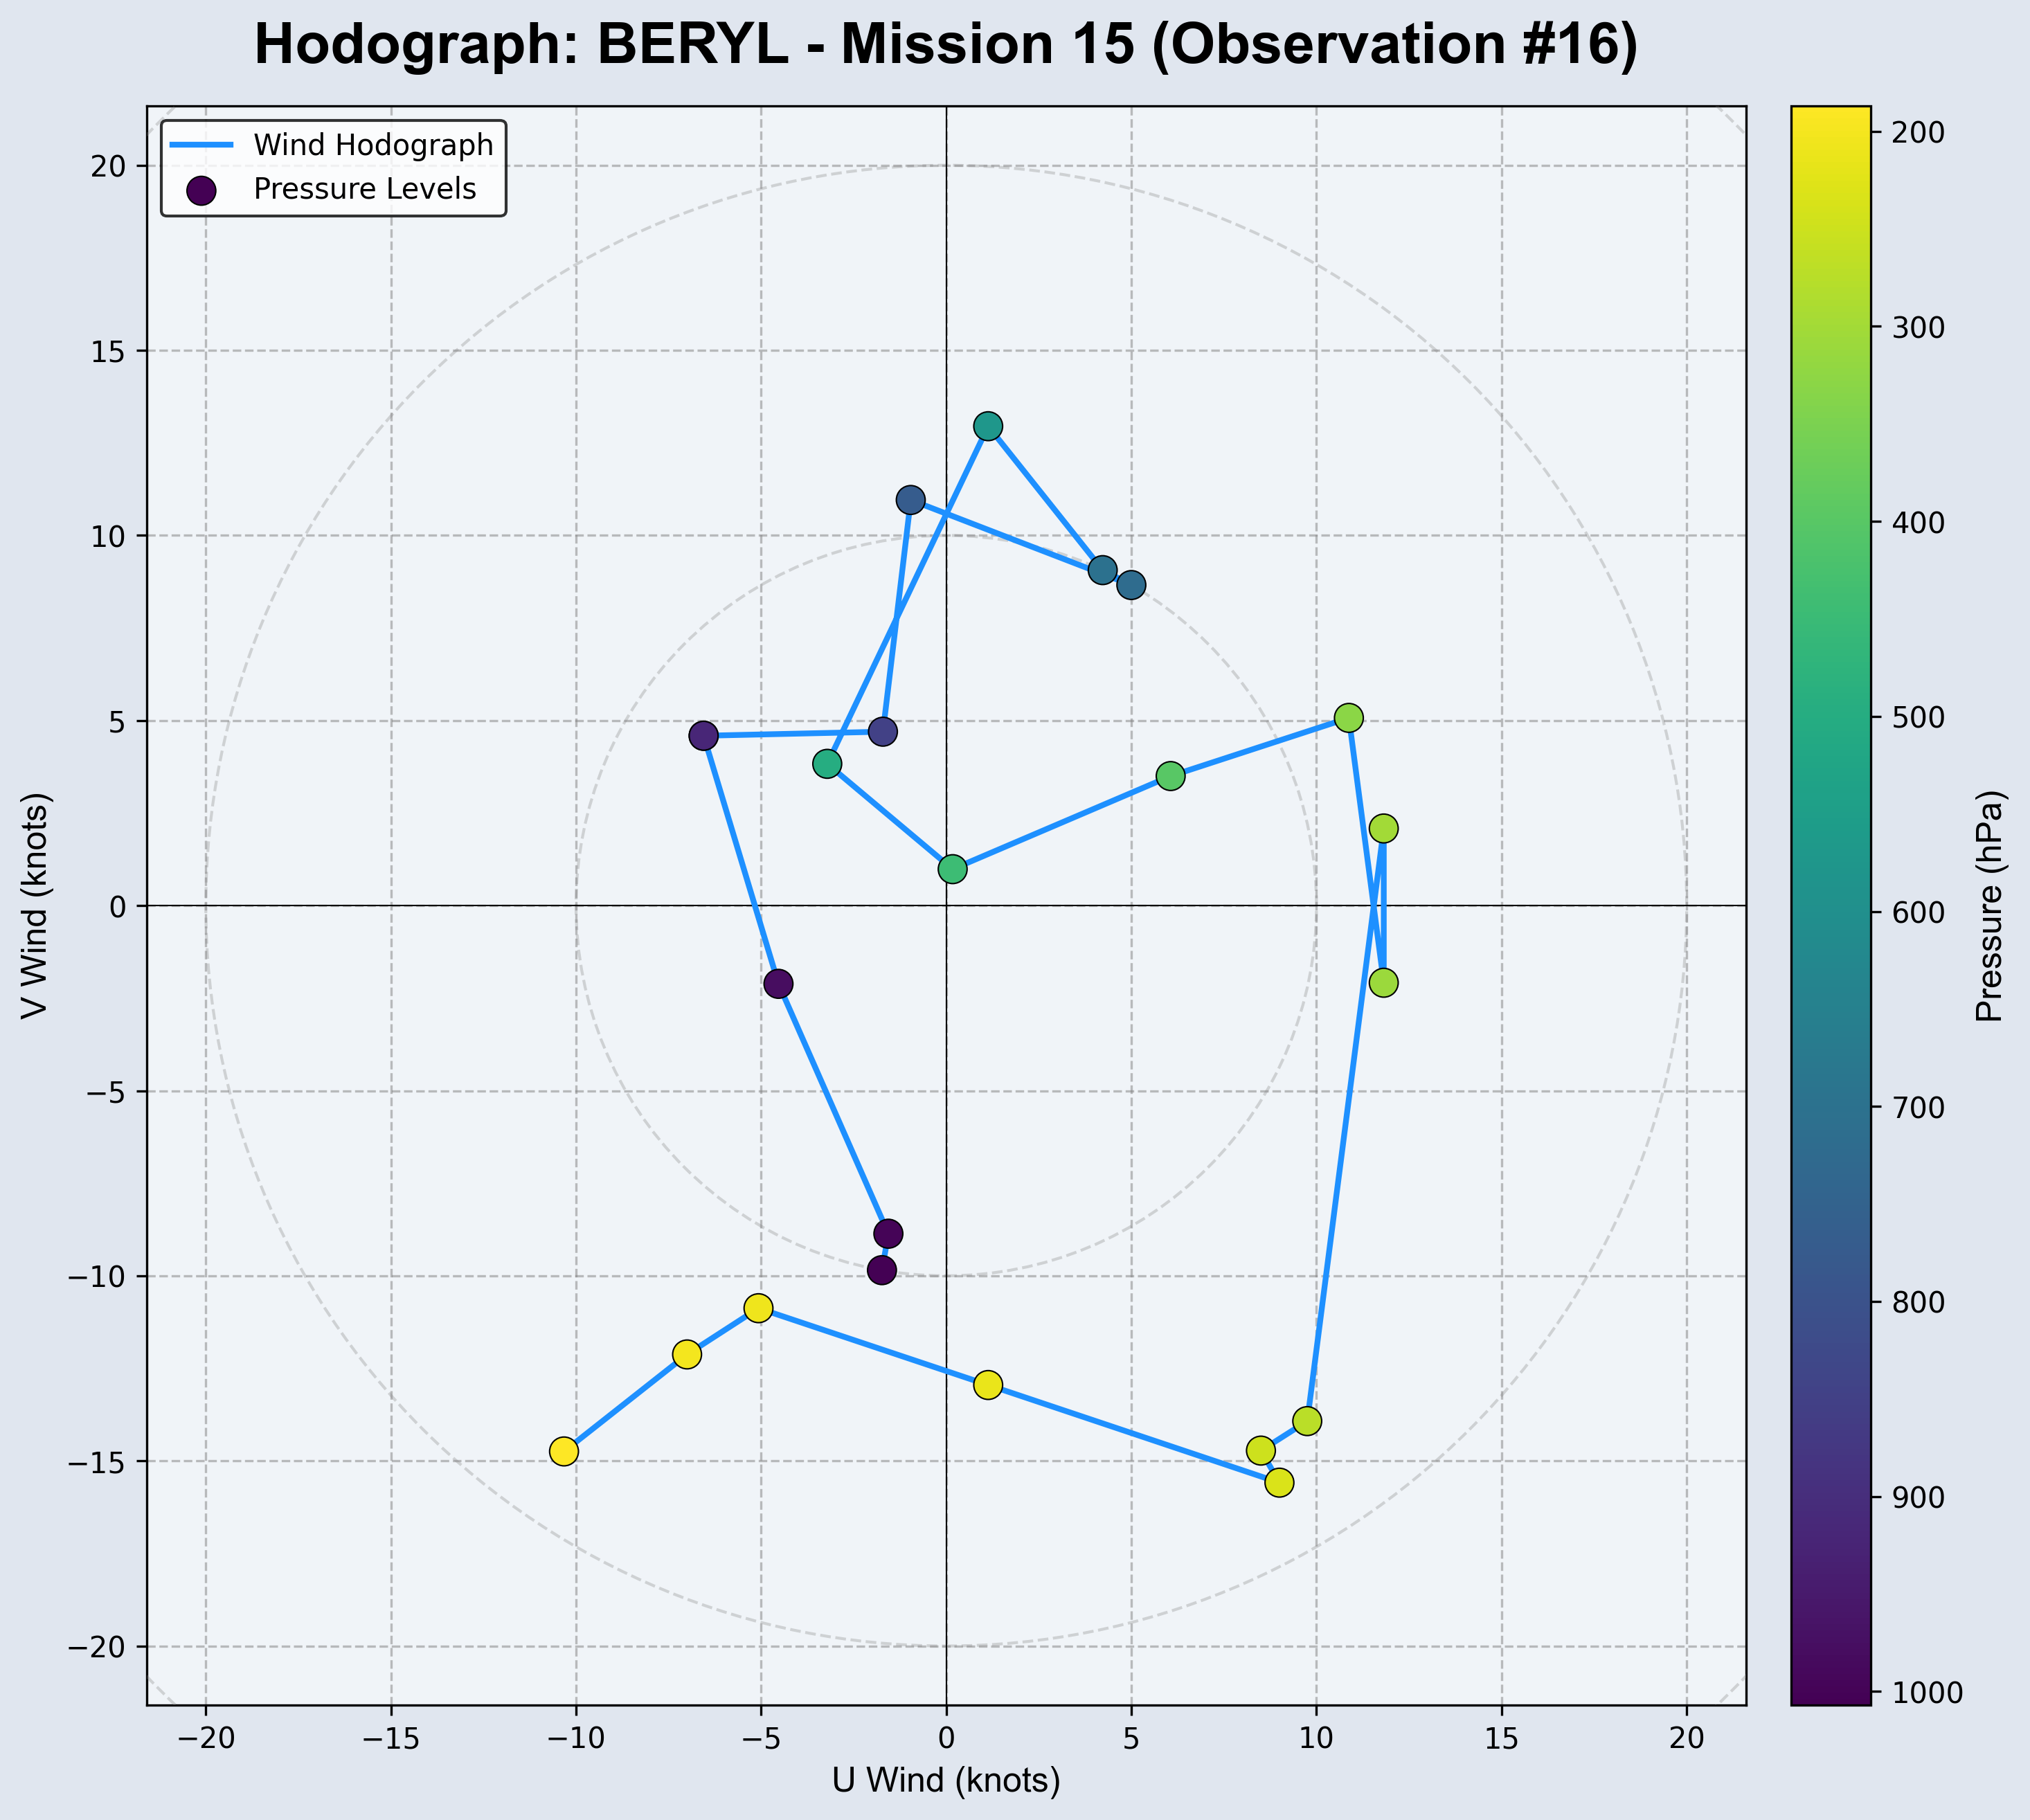 Hodograph: BERYL - Mission 15 (Observation #16)
Wind Hodograph
Pressure Levels
20
15
10
5
0
−5
−10
−15
−20
V Wind (knots)
−20 −15 −10 −5 0 5 10 15 20
U Wind (knots)
200
300
400
500
600
700
800
900
1000
Pressure (hPa)